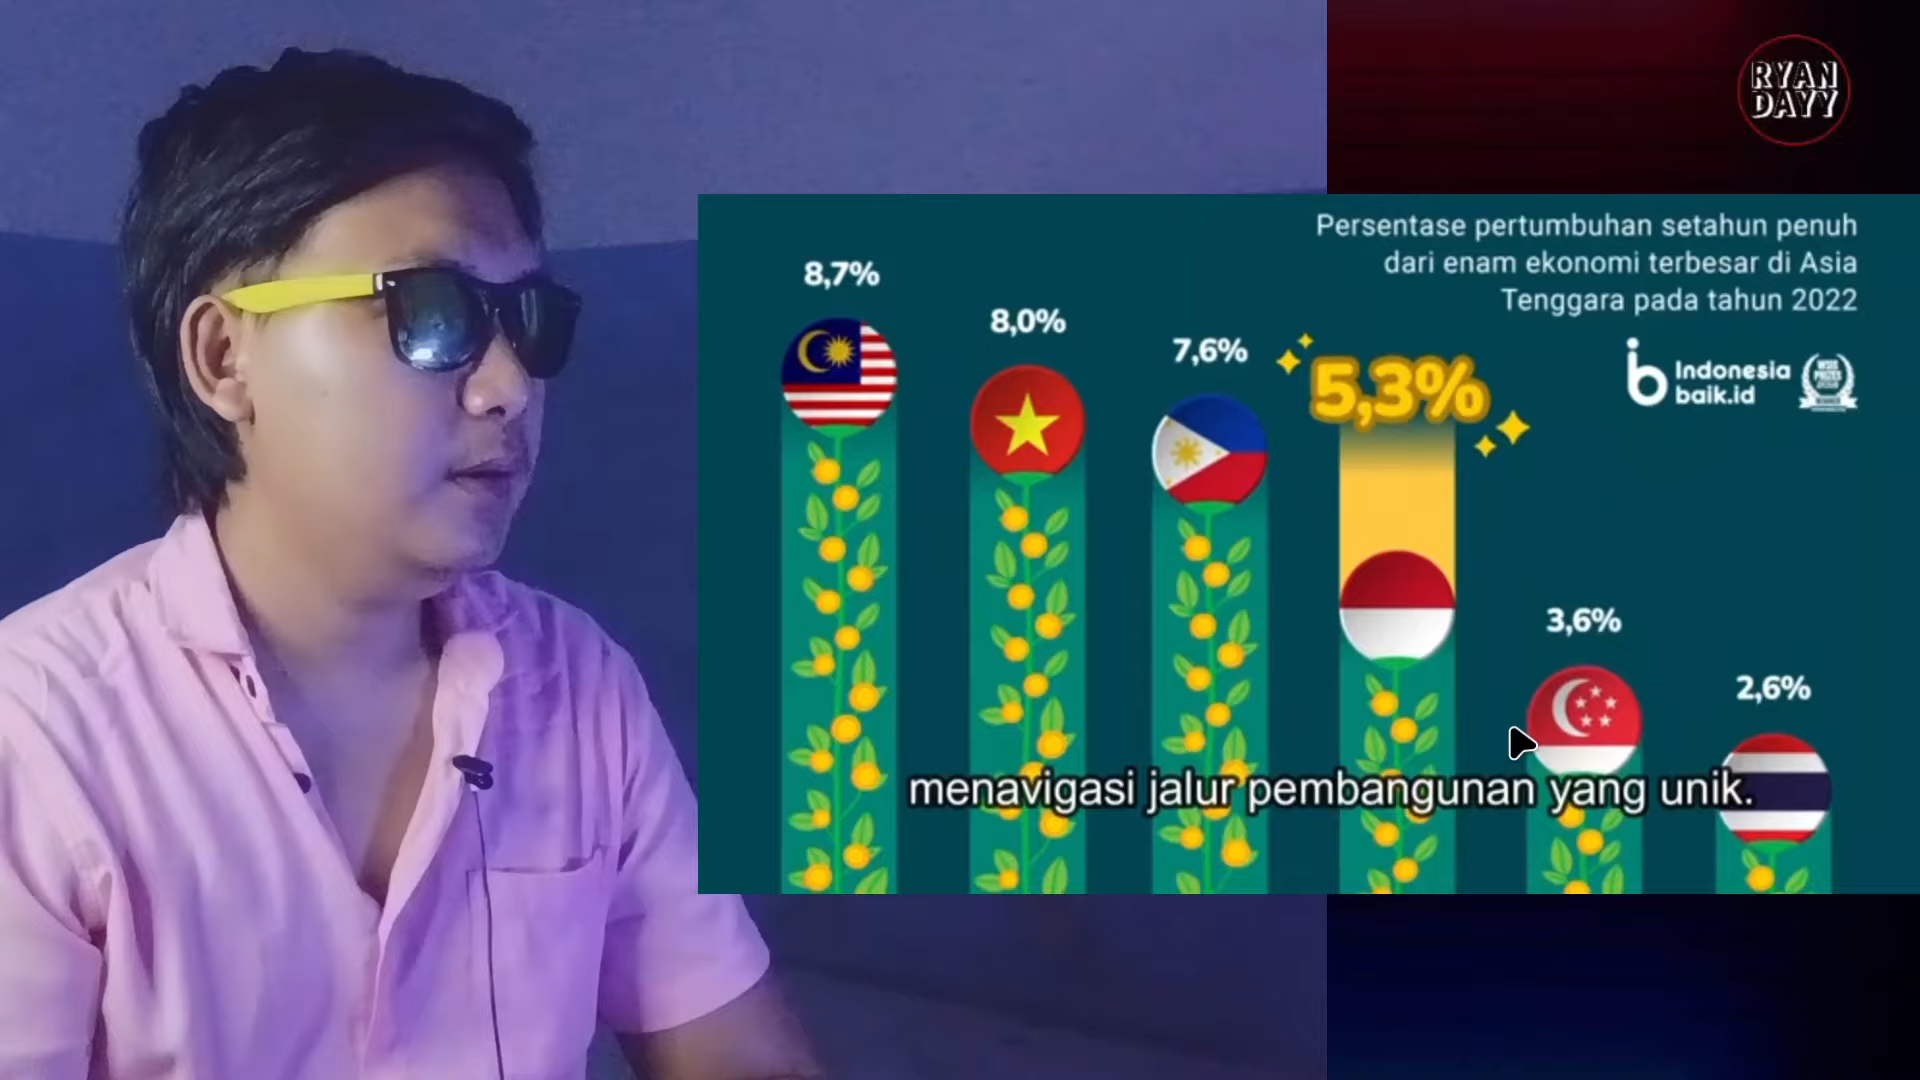 RYAN
DAYY
Persentase pertumbuhan setahun penuh
dari enam ekonomi terbesar di Asia
Tenggara pada tahun 2022
8,7%
8,0%
7,6%
5,3%
Indonesia
baik.id
3,6%
2,6%
menavigasi jalur pembangunan yang unik.